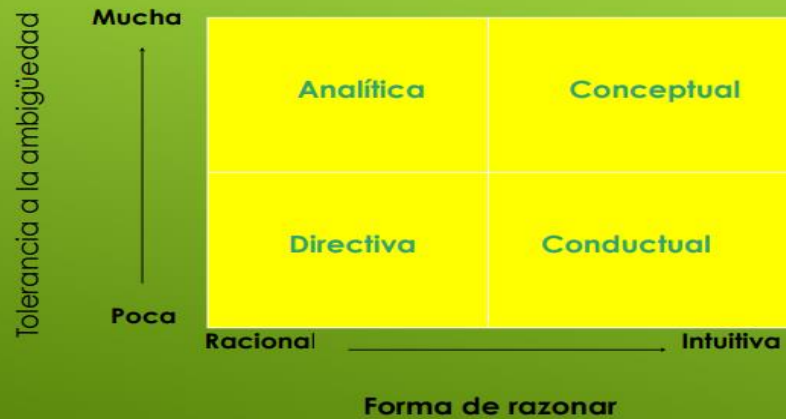 Tolerancia a la ambigüedad
Mucha
Analítica
Conceptual
Directiva
Conductual
Poca
Racional
Intuitiva
Forma de razonar